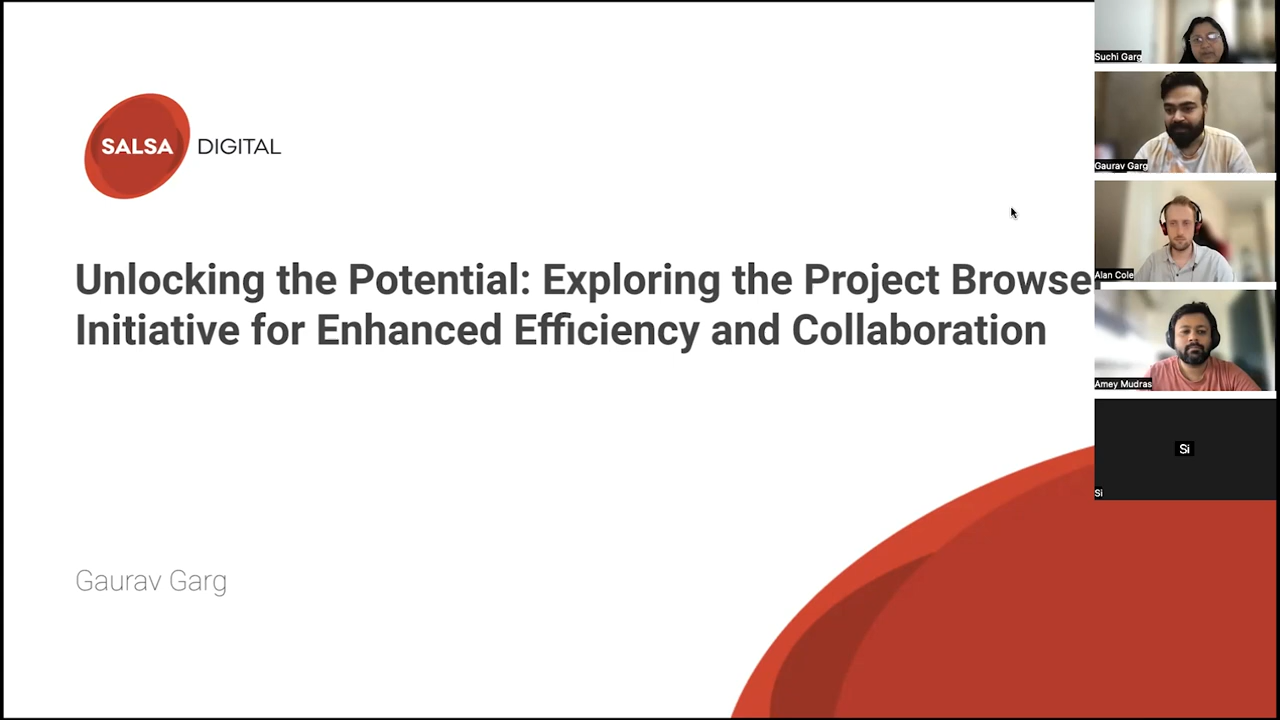 SALSA DIGITAL
Unlocking the Potential: Exploring the Project Browser
Initiative for Enhanced Efficiency and Collaboration
Gaurav Garg
Suchi Garg
Gaurav Garg
Alan Cole
Amey Mudras
Si
Si